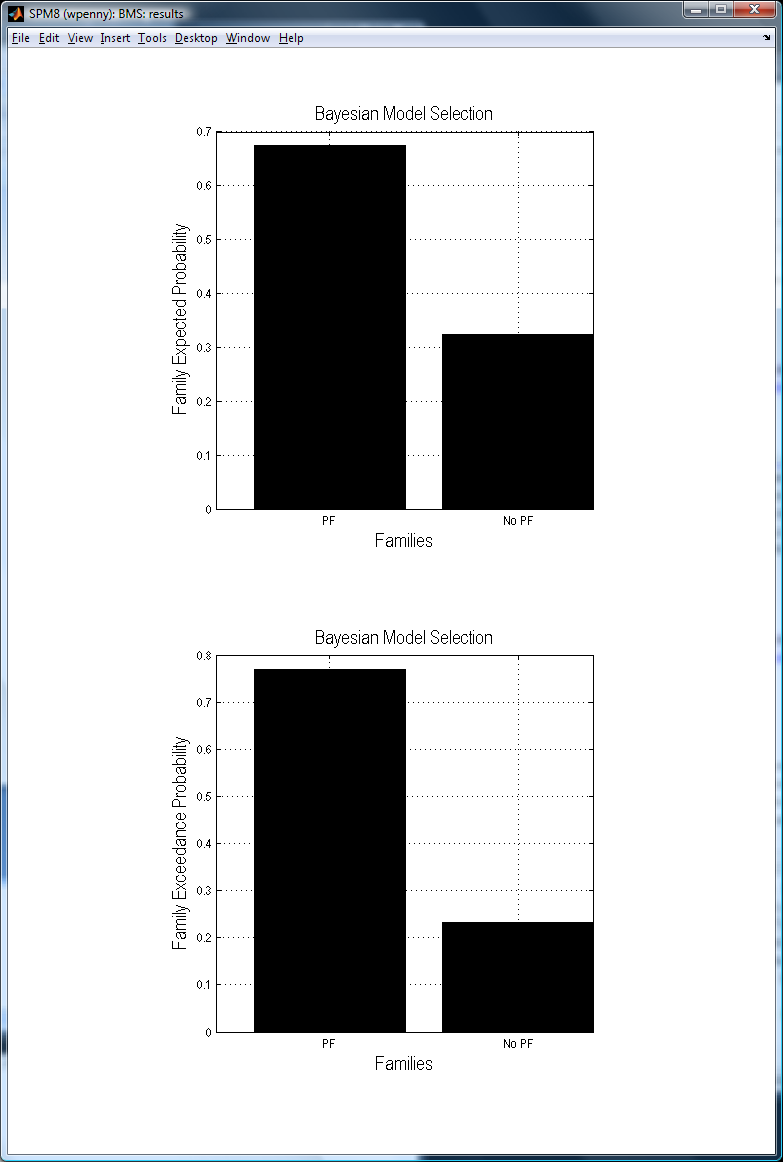 SPM8 (wpenny): BMS: results
File Edit View Insert Tools Desktop Window Help
Bayesian Model Selection
0.7
0.6
0.5
0.4
0.3
0.2
0.1
0
Family Expected Probability
PF No PF
Families
Bayesian Model Selection
0.8
0.7
0.6
0.5
0.4
0.3
0.2
0.1
0
Family Exceedance Probability
PF No PF
Families